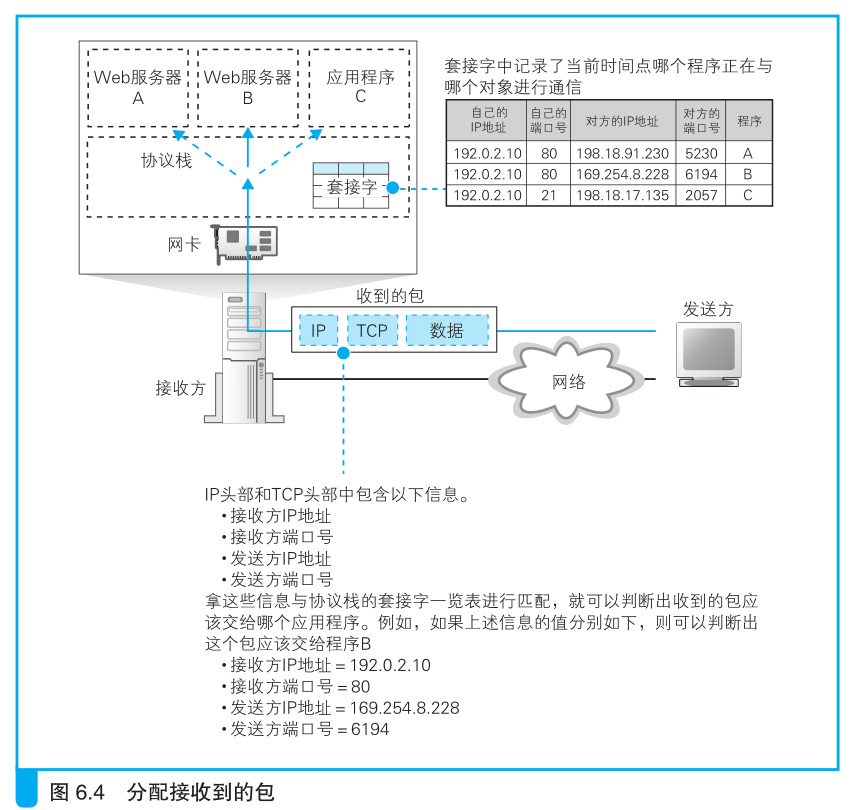 Web服务器
A
Web服务器
B
应用程序
C
协议栈
套接字
网卡
套接字中记录了当前时间点哪个程序正在与
哪个对象进行通信
自己的IP地址 自己的端口号 对方的IP地址 对方的端口号 程序
192.0.2.10 80 198.18.91.230 5230 A
192.0.2.10 80 169.254.8.228 6194 B
192.0.2.10 21 198.18.17.135 2057 C
收到的包
IP TCP 数据
发送方
接收方
网络
IP头部和TCP头部中包含以下信息。
•接收方IP地址
•接收方端口号
•发送方IP地址
•发送方端口号
拿这些信息与协议栈的套接字一览表进行匹配，就可以判断出收到的包应
该交给哪个应用程序。例如，如果上述信息的值分别如下，则可以判断出
这个包应该交给程序B
•接收方IP地址＝192.0.2.10
•接收方端口号＝80
•发送方IP地址＝169.254.8.228
•发送方端口号＝6194
图 6.4 分配接收到的包